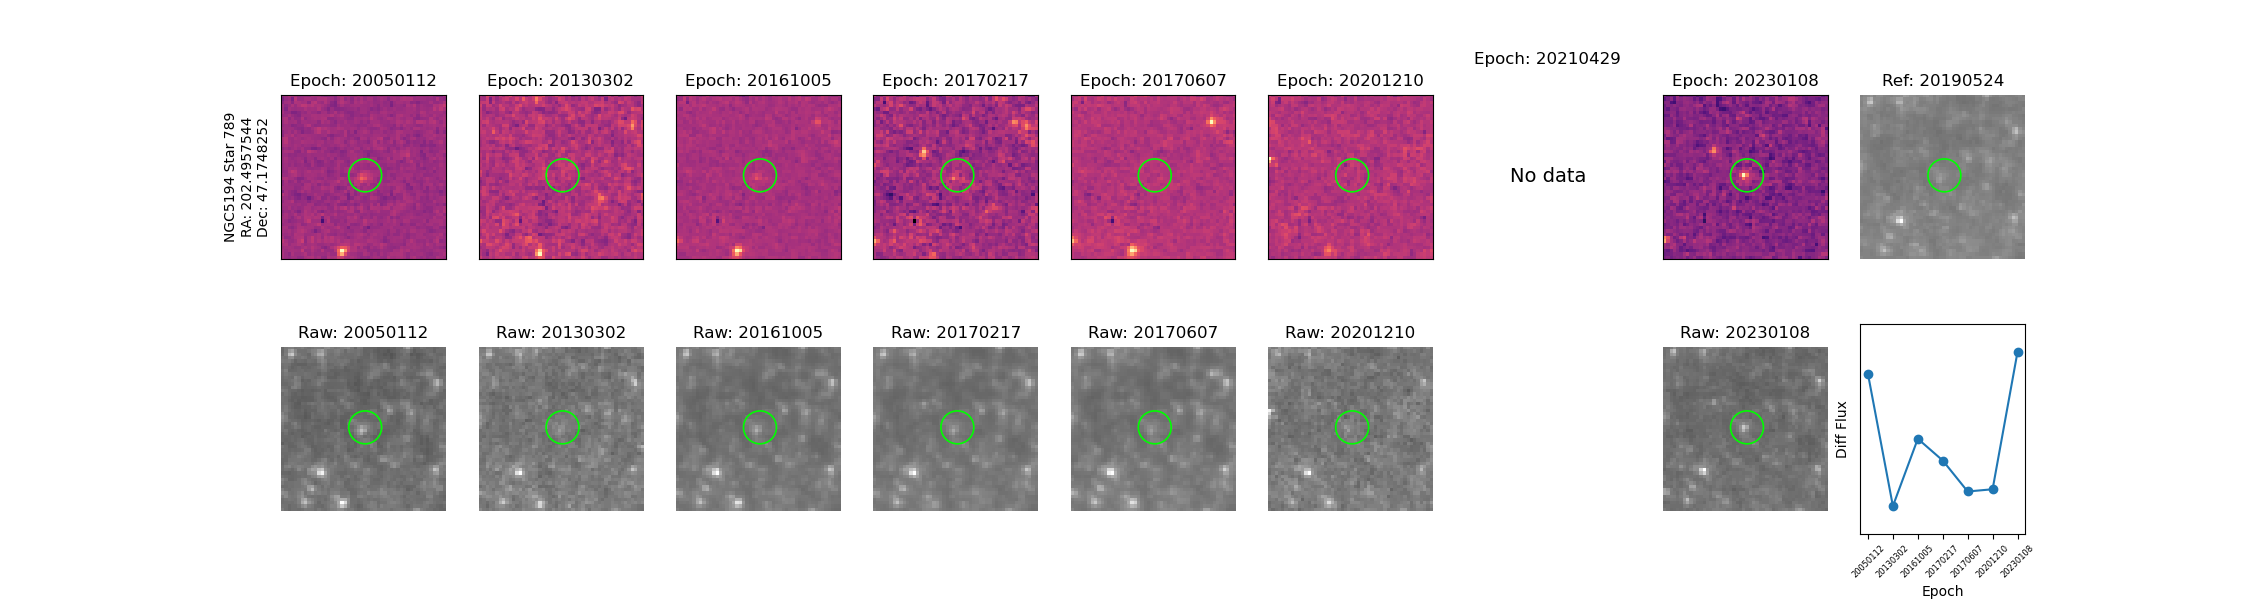 NGC5194 Star 789
RA: 202.4957544
Dec: 47.1748252
Epoch: 20050112
Epoch: 20130302
Epoch: 20161005
Epoch: 20170217
Epoch: 20170607
Epoch: 20201210
Epoch: 20210429
Epoch: 20230108
Ref: 20190524
No data
Raw: 20050112
Raw: 20130302
Raw: 20161005
Raw: 20170217
Raw: 20170607
Raw: 20201210
Raw: 20230108
Diff Flux
20050112
20130302
20161005
20170217
20170607
20201210
20230108
Epoch